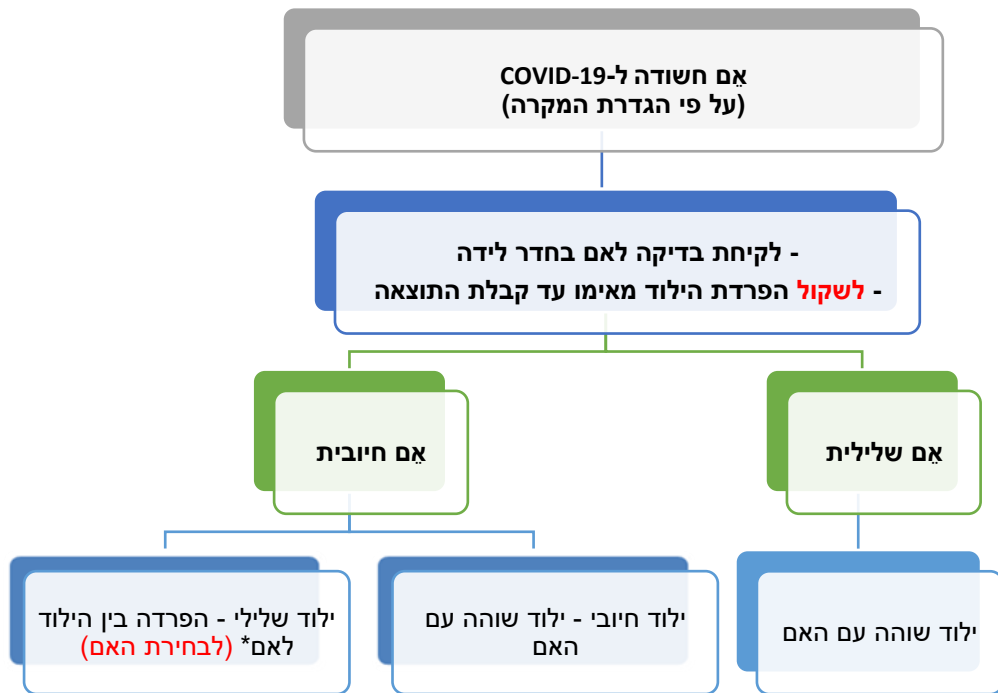 אֵם חשודה ל-COVID-19
(על פי הגדרת המקרה)
- לקיחת בדיקה לאם בחדר לידה
- לשקול הפרדת הילוד מאימו עד קבלת התוצאה
אֵם שלילית
אֵם חיובית
ילוד שוהה עם האם
ילוד חיובי - ילוד שוהה עם
האם
ילוד שלילי - הפרדה בין הילוד
לאם* (לבחירת האם)